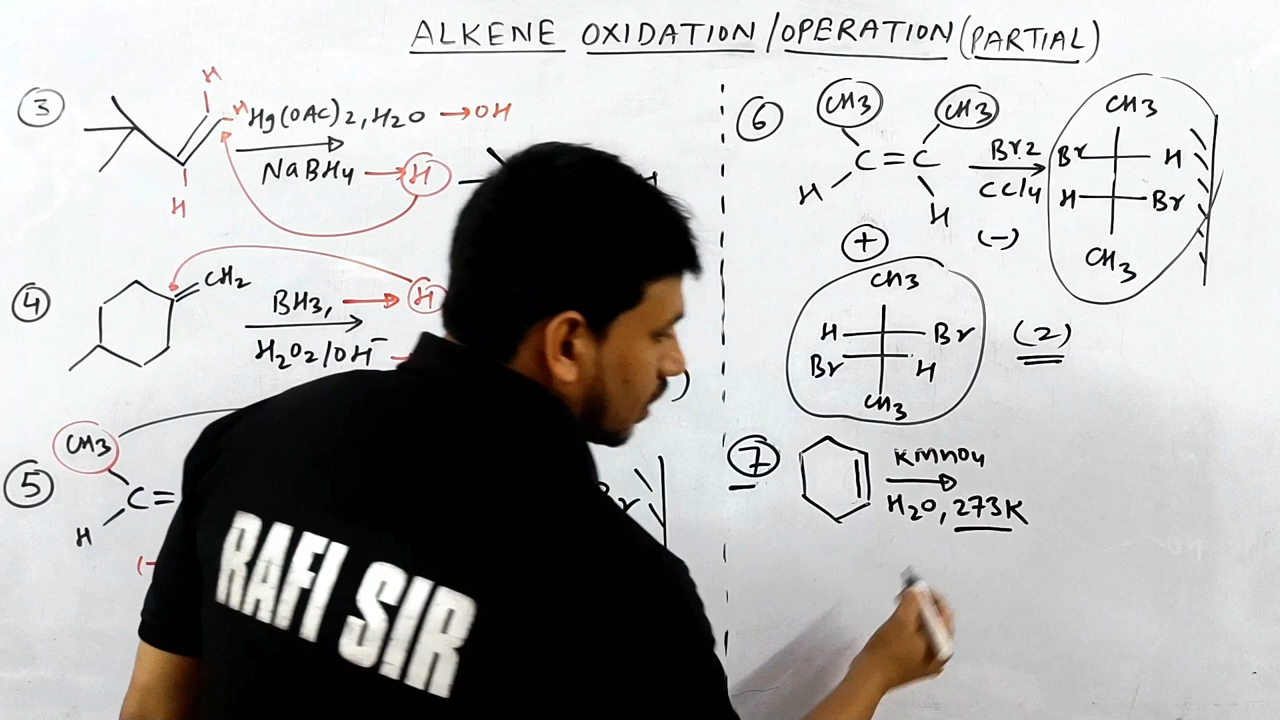 ALKENE OXIDATION/OPERATION (PARTIAL)
③
H
H
H
Hg(OAC)2, H2O → OH
NaBH4 → H
H
④
CH2
BH3, → H
H2O2/OH⁻ →
)
⑤
CH3
C=
H
(-
Br
⑥
CH3
CH3
C=C
H
H
Br2
CCl4
(-)
CH3
Br H
H Br
CH3
+
CH3
H Br
Br H
CH3
(2)
⑦
KMnO4
H2O, 273K
RAFI SIR